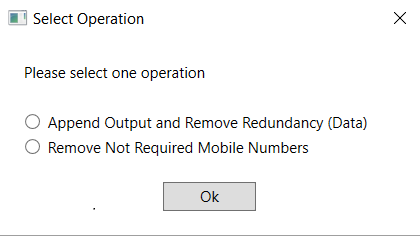 Select Operation
Please select one operation
Append Output and Remove Redundancy (Data)
Remove Not Required Mobile Numbers
.
Ok